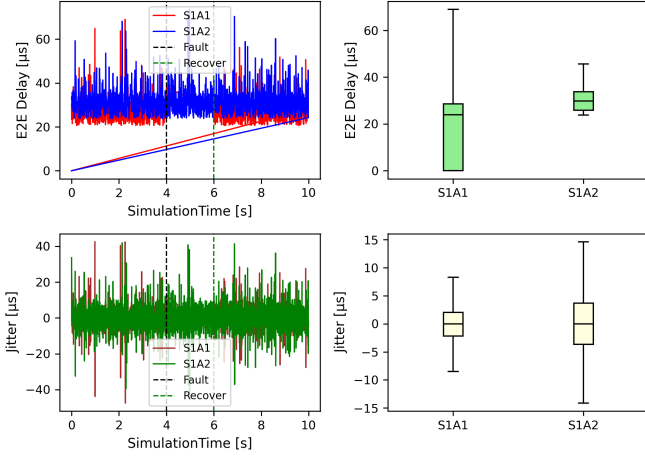 E2E Delay [µs]
60
40
20
0
S1A1
S1A2
Fault
Recover
0 2 4 6 8 10
SimulationTime [s]
E2E Delay [µs]
60
40
20
0
S1A1 S1A2
Jitter [µs]
40
20
0
−20
−40
S1A1
S1A2
Fault
Recover
0 2 4 6 8 10
SimulationTime [s]
Jitter [µs]
15
10
5
0
−5
−10
−15
S1A1 S1A2